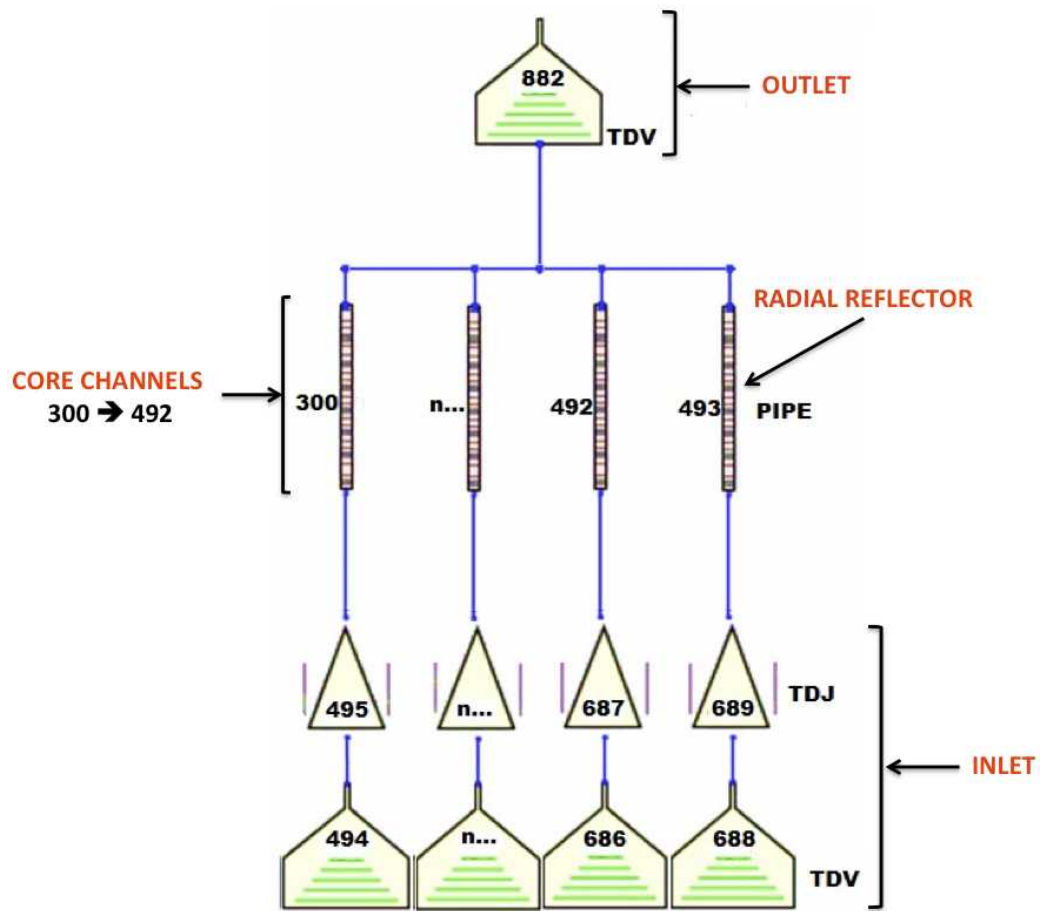 882
OUTLET
TDV
RADIAL REFLECTOR
CORE CHANNELS
300 ➔ 492
300
n...
492
493
PIPE
495
n...
687
689
TDJ
INLET
494
n...
686
688
TDV